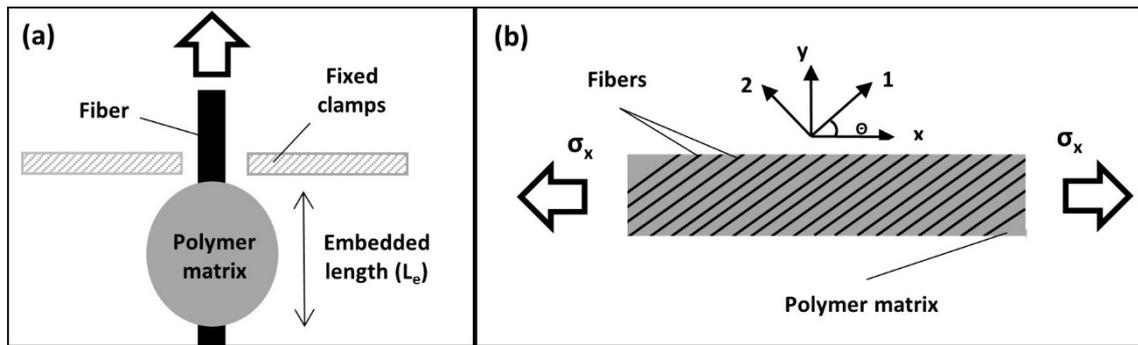 (a)
Fiber
Fixed
clamps
Polymer
matrix
Embedded
length (Lₑ)
(b)
Fibers
y
2
1
Θ
x
σₓ
σₓ
Polymer matrix